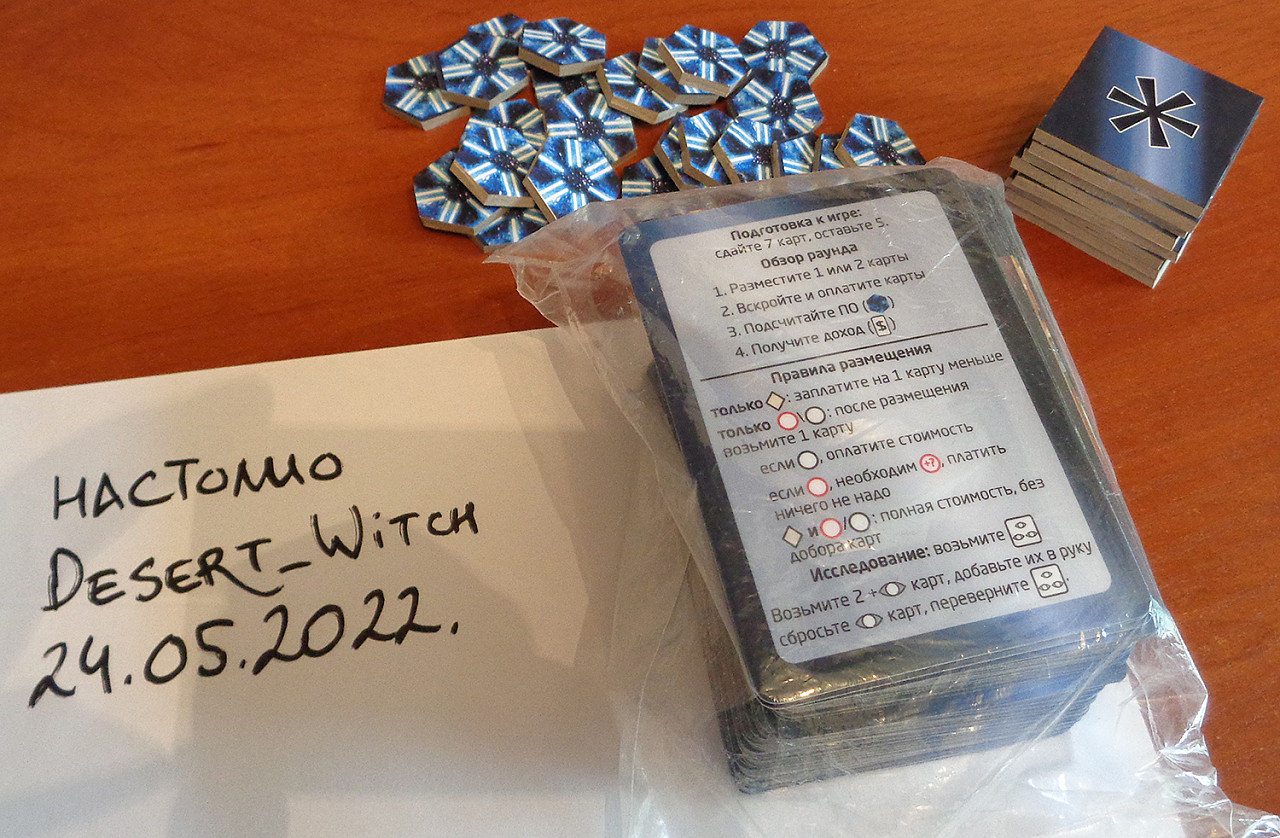 НАСТОЛИО
DESERT_WITCH
24.05.2022.
Подготовка к игре:
сдайте 7 карт, оставьте 5.
Обзор раунда
1. Разместите 1 или 2 карты
2. Вскройте и оплатите карты
3. Подсчитайте ПО ( )
4. Получите доход ($)
Правила размещения
только : заплатите на 1 карту меньше
только \ : после размещения
возьмите 1 карту
если , оплатите стоимость
если , необходим +?, платить
ничего не надо
и / : полная стоимость, без
добора карт
Исследование: возьмите
Возьмите 2 + карт, добавьте их в руку
сбросьте карт, переверните .